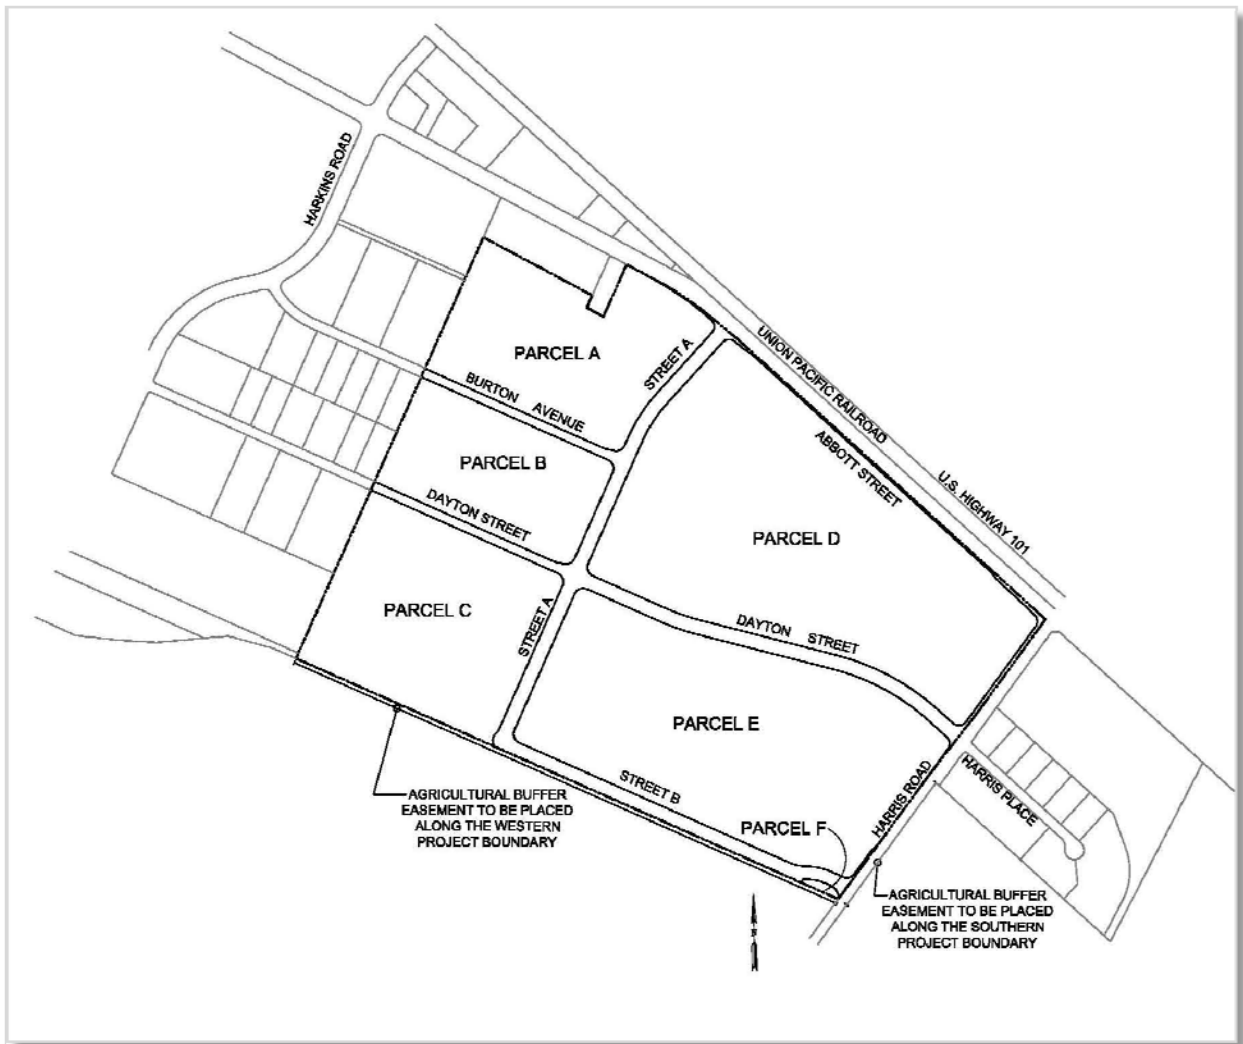 HARKINS ROAD
PARCEL A
STREET A
UNION PACIFIC RAILROAD
BURTON AVENUE
ABBOTT STREET
PARCEL B
U.S. HIGHWAY 101
DAYTON STREET
PARCEL D
PARCEL C
STREET A
DAYTON STREET
PARCEL E
STREET B
HARRIS ROAD
HARRIS PLACE
AGRICULTURAL BUFFER
EASEMENT TO BE PLACED
ALONG THE WESTERN
PROJECT BOUNDARY
PARCEL F
AGRICULTURAL BUFFER
EASEMENT TO BE PLACED
ALONG THE SOUTHERN
PROJECT BOUNDARY